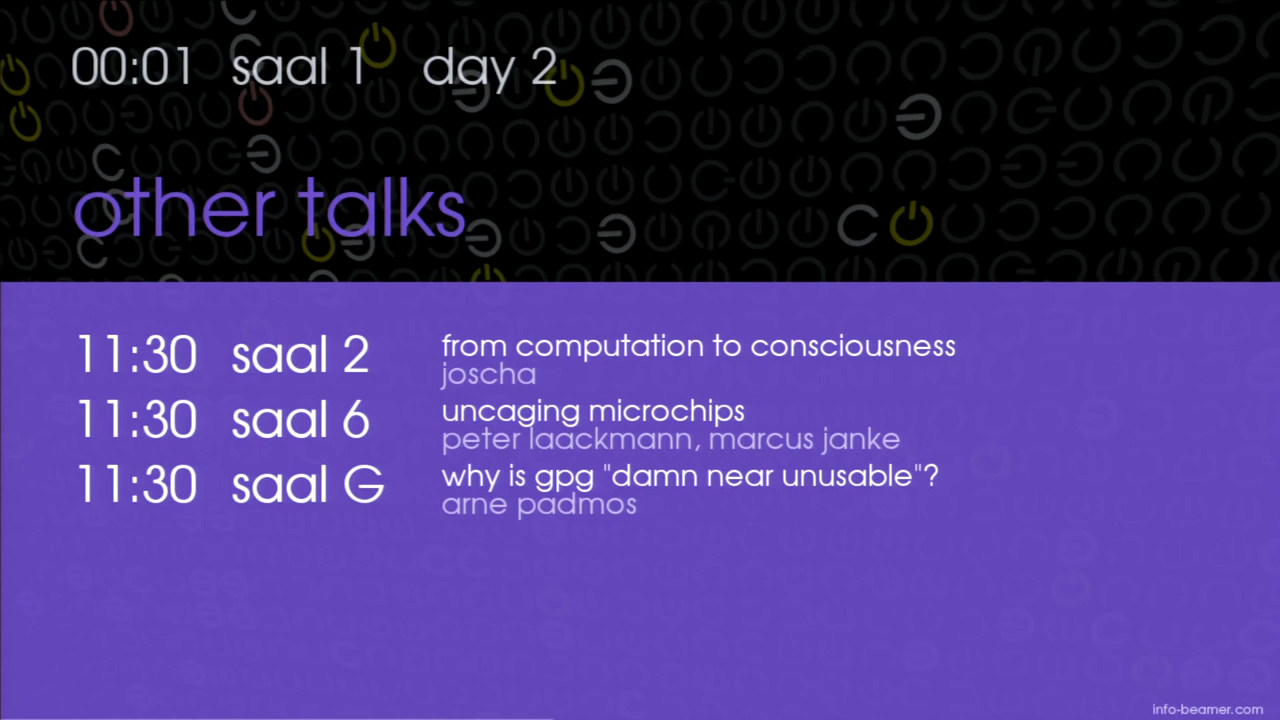 00:01 saal 1 day 2
other talks
11:30 saal 2 from computation to consciousness
joscha
11:30 saal 6 uncaging microchips
peter laackmann, marcus janke
11:30 saal G why is gpg "damn near unusable"?
arne padmos
info-beamer.com